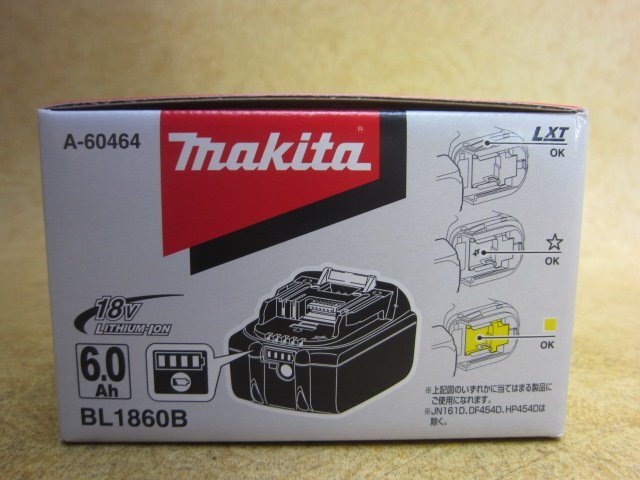 A-60464
makita®
LXT
OK
☆
OK
OK
18V
LITHIUM-ION
6.0
Ah
BL1860B
※上記図のいずれかに当てはまる製品に
ご使用になれます。
※JN161D、DF454D、HP454Dは
除く。